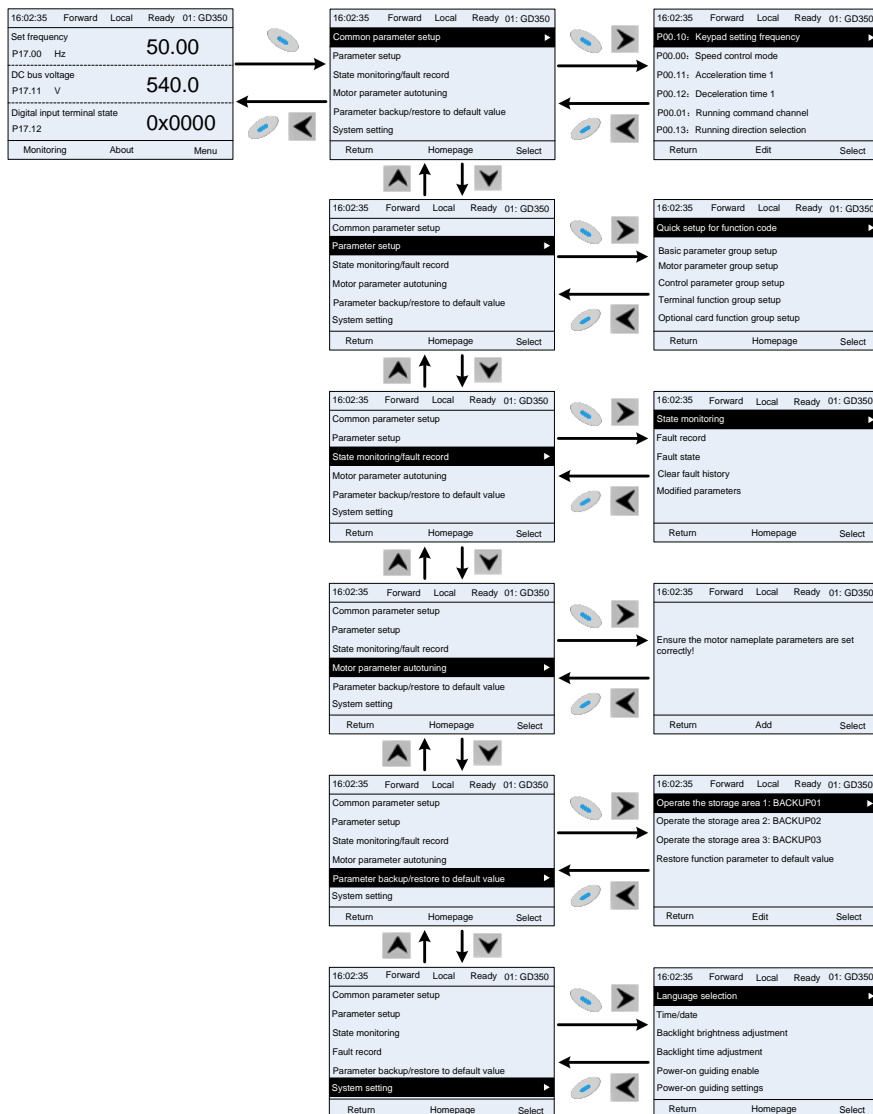 16:02:35 Forward Local Ready 01: GD350
Set frequency
P17.00 Hz 50.00
DC bus voltage
P17.11 V 540.0
Digital input terminal state
P17.12 0x0000
Monitoring About Menu
16:02:35 Forward Local Ready 01: GD350
Common parameter setup
Parameter setup
State monitoring/fault record
Motor parameter autotuning
Parameter backup/restore to default value
System setting
Return Homepage Select
16:02:35 Forward Local Ready 01: GD350
P00.10: Keypad setting frequency
P00.00: Speed control mode
P00.11: Acceleration time 1
P00.12: Deceleration time 1
P00.01: Running command channel
P00.13: Running direction selection
Return Edit Select
16:02:35 Forward Local Ready 01: GD350
Common parameter setup
Parameter setup
State monitoring/fault record
Motor parameter autotuning
Parameter backup/restore to default value
System setting
Return Homepage Select
16:02:35 Forward Local Ready 01: GD350
Quick setup for function code
Basic parameter group setup
Motor parameter group setup
Control parameter group setup
Terminal function group setup
Optional card function group setup
Return Homepage Select
16:02:35 Forward Local Ready 01: GD350
Common parameter setup
Parameter setup
State monitoring/fault record
Motor parameter autotuning
Parameter backup/restore to default value
System setting
Return Homepage Select
16:02:35 Forward Local Ready 01: GD350
State monitoring
Fault record
Fault state
Clear fault history
Modified parameters
Return Homepage Select
16:02:35 Forward Local Ready 01: GD350
Common parameter setup
Parameter setup
State monitoring/fault record
Motor parameter autotuning
Parameter backup/restore to default value
System setting
Return Homepage Select
16:02:35 Forward Local Ready 01: GD350
Ensure the motor nameplate parameters are set
correctly!
Return Add Select
16:02:35 Forward Local Ready 01: GD350
Common parameter setup
Parameter setup
State monitoring/fault record
Motor parameter autotuning
Parameter backup/restore to default value
System setting
Return Homepage Select
16:02:35 Forward Local Ready 01: GD350
Operate the storage area 1: BACKUP01
Operate the storage area 2: BACKUP02
Operate the storage area 3: BACKUP03
Restore function parameter to default value
Return Edit Select
16:02:35 Forward Local Ready 01: GD350
Common parameter setup
Parameter setup
State monitoring
Fault record
Parameter backup/restore to default value
System setting
Return Homepage Select
16:02:35 Forward Local Ready 01: GD350
Language selection
Time/date
Backlight brightness adjustment
Backlight time adjustment
Power-on guiding enable
Power-on guiding settings
Return Homepage Select